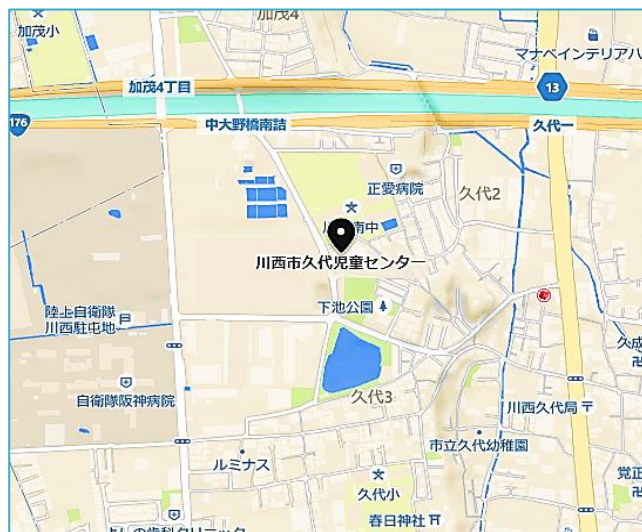 加茂小
加茂4
マナベインテリアハ
加茂4丁目
13
176
中大野橋南詰
久代一
正愛病院
久代2
南中
川西市久代児童センター
下池公園
陸上自衛隊
川西駐屯地
久成
卍
自衛隊阪神病院
久代3
川西久代局〒
市立久代幼稚園
ルミナス
覚正
卍
久代小
春日神社